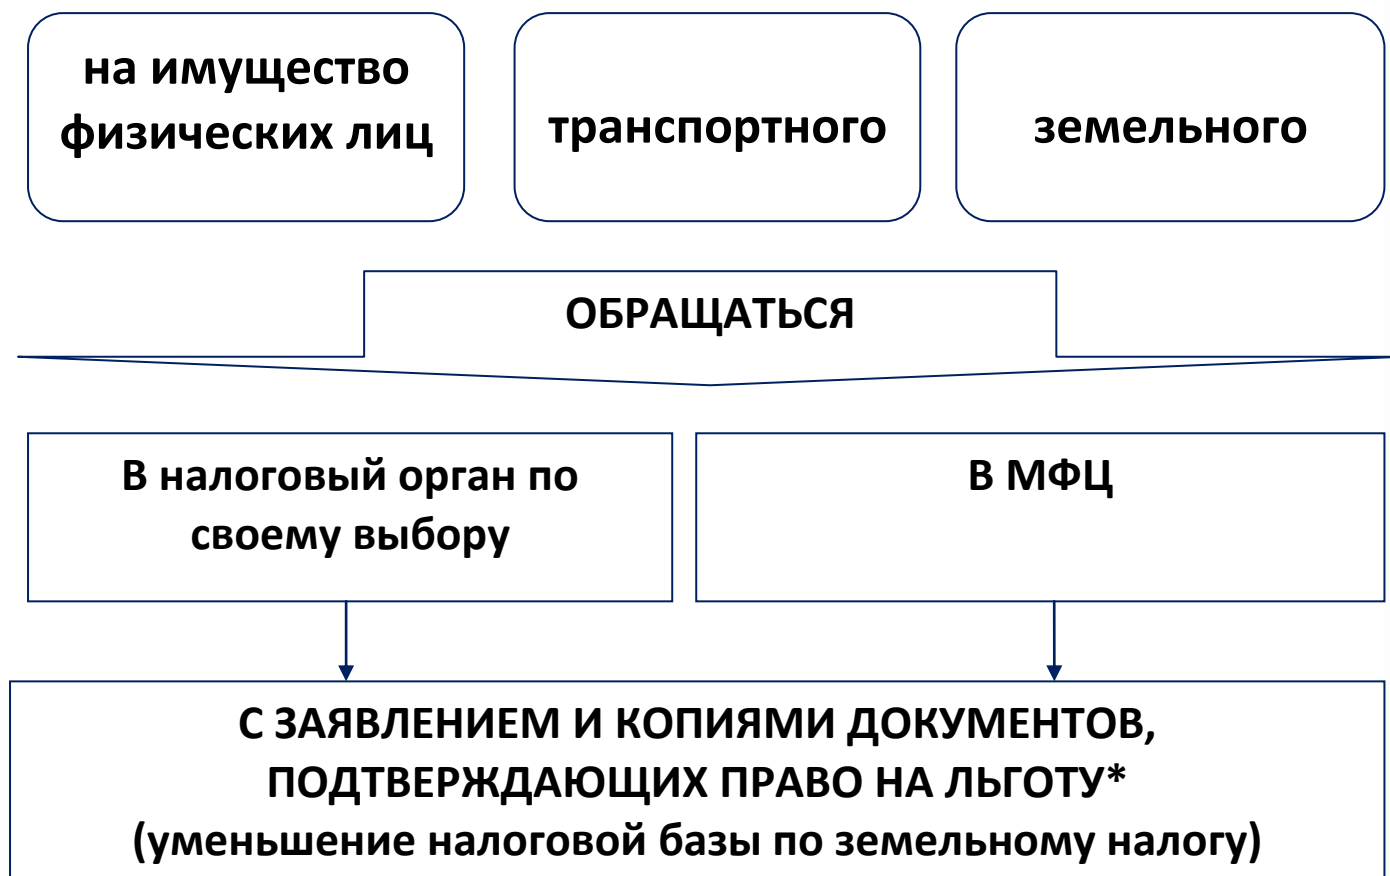 на имущество
физических лиц
транспортного
земельного
ОБРАЩАТЬСЯ
В налоговый орган по
своему выбору
В МФЦ
С ЗАЯВЛЕНИЕМ И КОПИЯМИ ДОКУМЕНТОВ,
ПОДТВЕРЖДАЮЩИХ ПРАВО НА ЛЬГОТУ*
(уменьшение налоговой базы по земельному налогу)